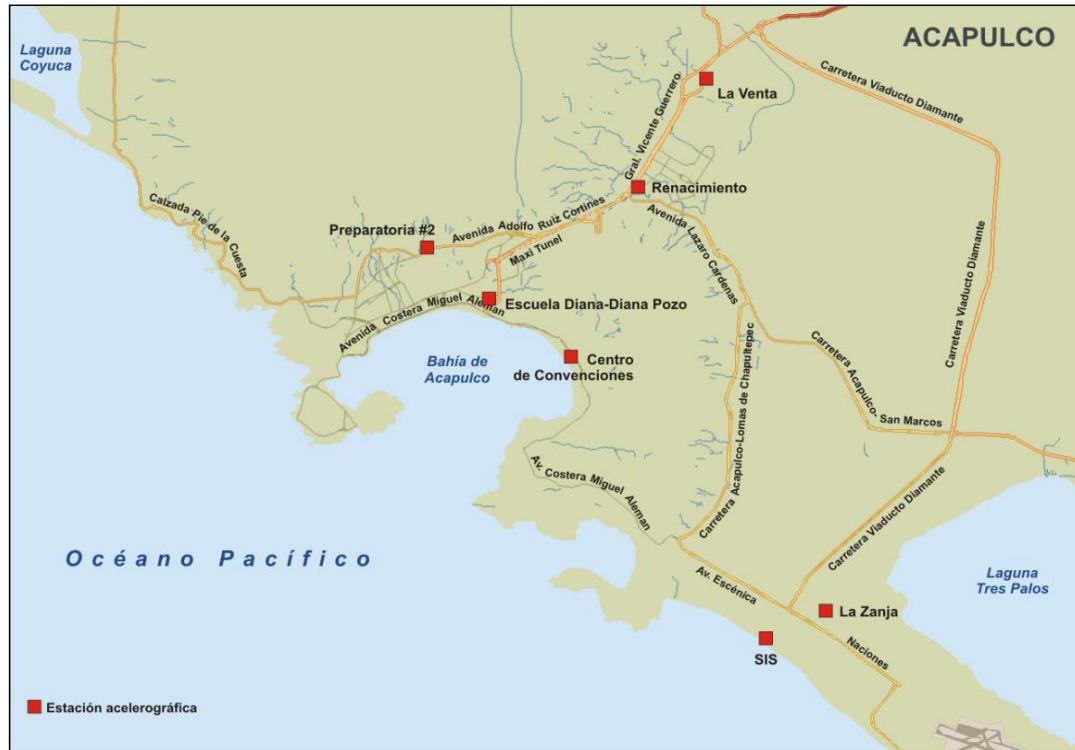 ACAPULCO
Laguna
Coyuca
Carretera Viaducto Diamante
La Venta
Gral. Vicente Guerrero
Renacimiento
Calzada Pie de la Cuesta
Preparatoria #2
Avenida Adolfo Ruiz Cortines
Maxi Tunel
Avenida Lazaro Cardenas
Carretera Viaducto Diamante
Escuela Diana-Diana Pozo
Avenida Costera Miguel Aleman
Bahía de
Acapulco
Centro
de Convenciones
Carretera Acapulco-Lomas de Chapultepec
Carretera Acapulco- San Marcos
Av. Costera Miguel Aleman
Carretera Viaducto Diamante
Océano Pacífico
Av. Escénica
Laguna
Tres Palos
La Zanja
Naciones
SIS
Estación acelerográfica